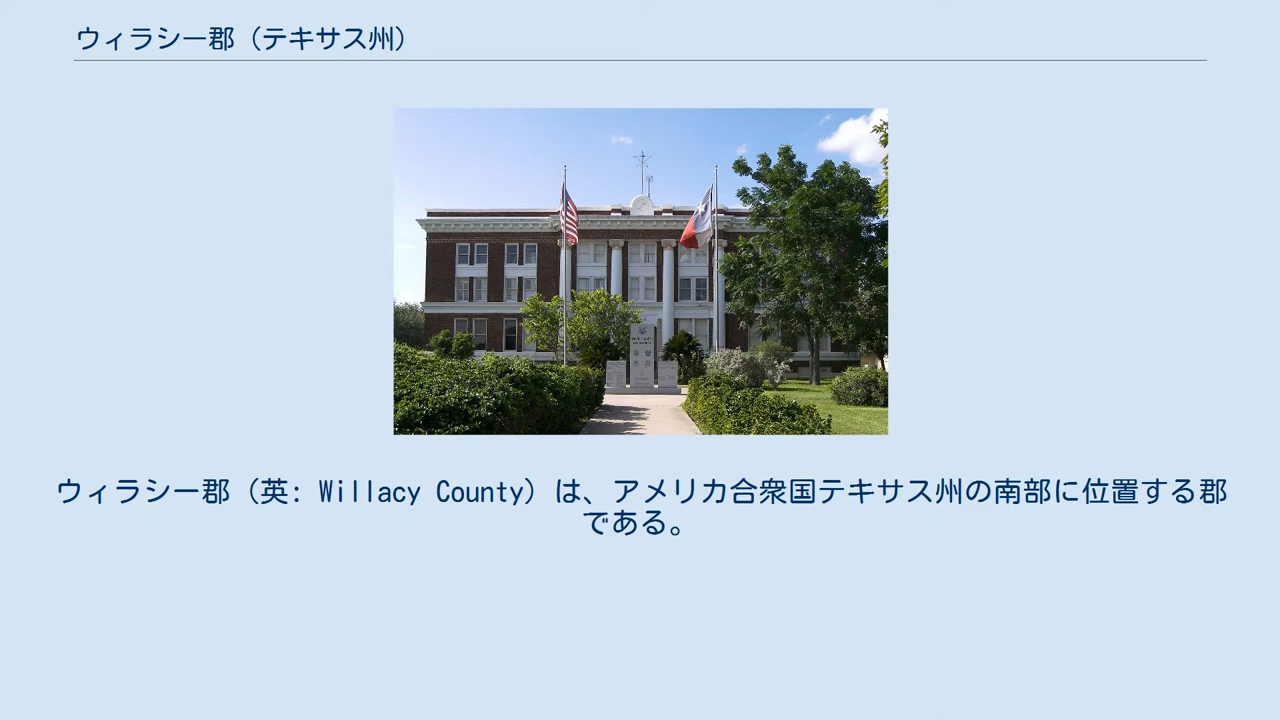 ウィラシー郡（テキサス州）
ウィラシー郡（英: Willacy County）は、アメリカ合衆国テキサス州の南部に位置する郡
である。